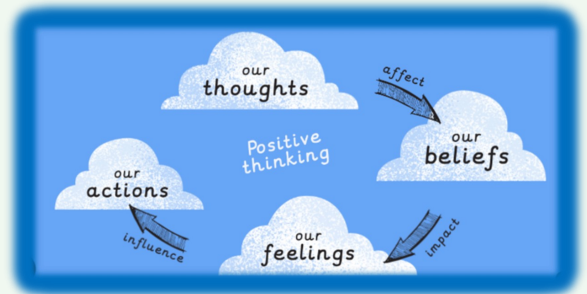 our
thoughts
affect
our
beliefs
Positive
thinking
our
actions
influence
our
feelings
impact